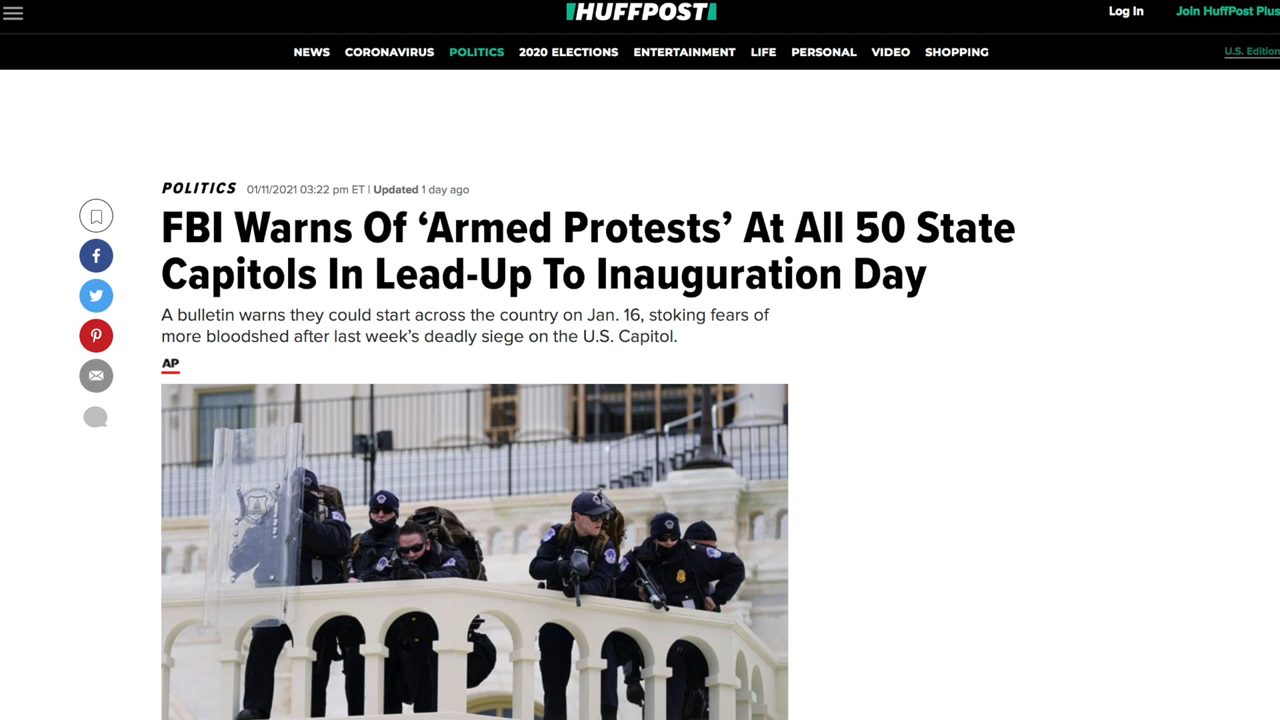 HUFFPOST
Log In
Join HuffPost Plus
NEWS CORONAVIRUS POLITICS 2020 ELECTIONS ENTERTAINMENT LIFE PERSONAL VIDEO SHOPPING
U.S. Edition
POLITICS 01/11/2021 03:22 pm ET | Updated 1 day ago
FBI Warns Of ‘Armed Protests’ At All 50 State
Capitols In Lead-Up To Inauguration Day
A bulletin warns they could start across the country on Jan. 16, stoking fears of
more bloodshed after last week’s deadly siege on the U.S. Capitol.
AP